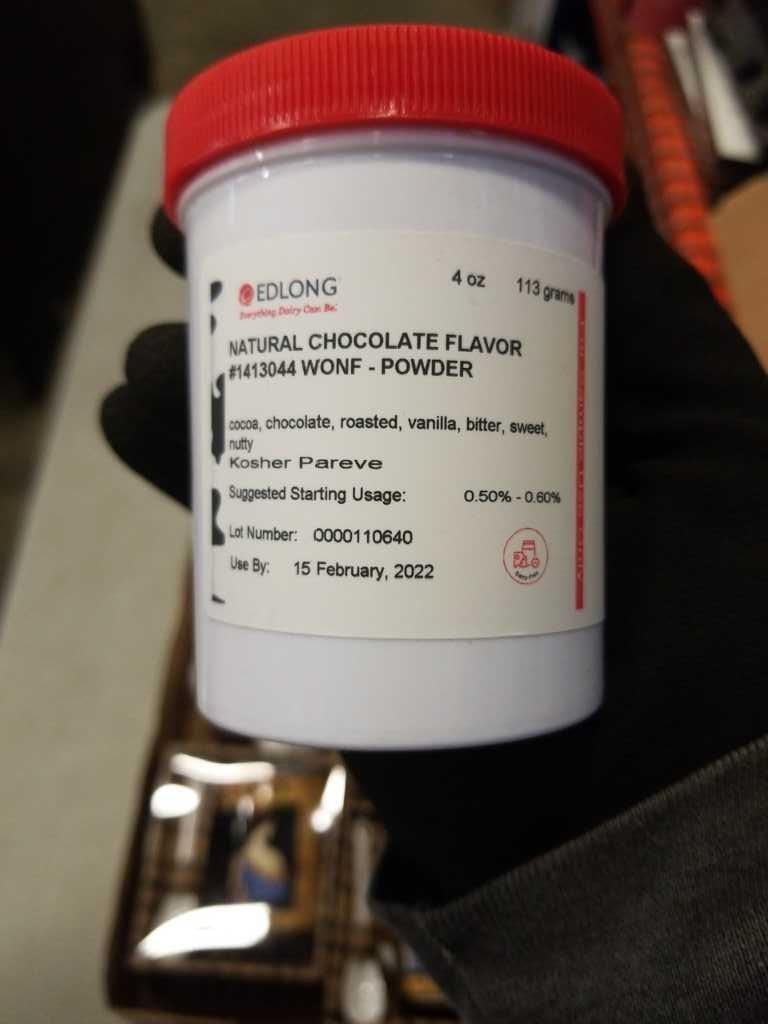 EDLONG
Everything Dairy Can Be.
4 oz 113 grams
NATURAL CHOCOLATE FLAVOR
#1413044 WONF - POWDER
cocoa, chocolate, roasted, vanilla, bitter, sweet,
nutty
Kosher Pareve
Suggested Starting Usage: 0.50% - 0.60%
Lot Number: 0000110640
Use By: 15 February, 2022
Dairy-Free